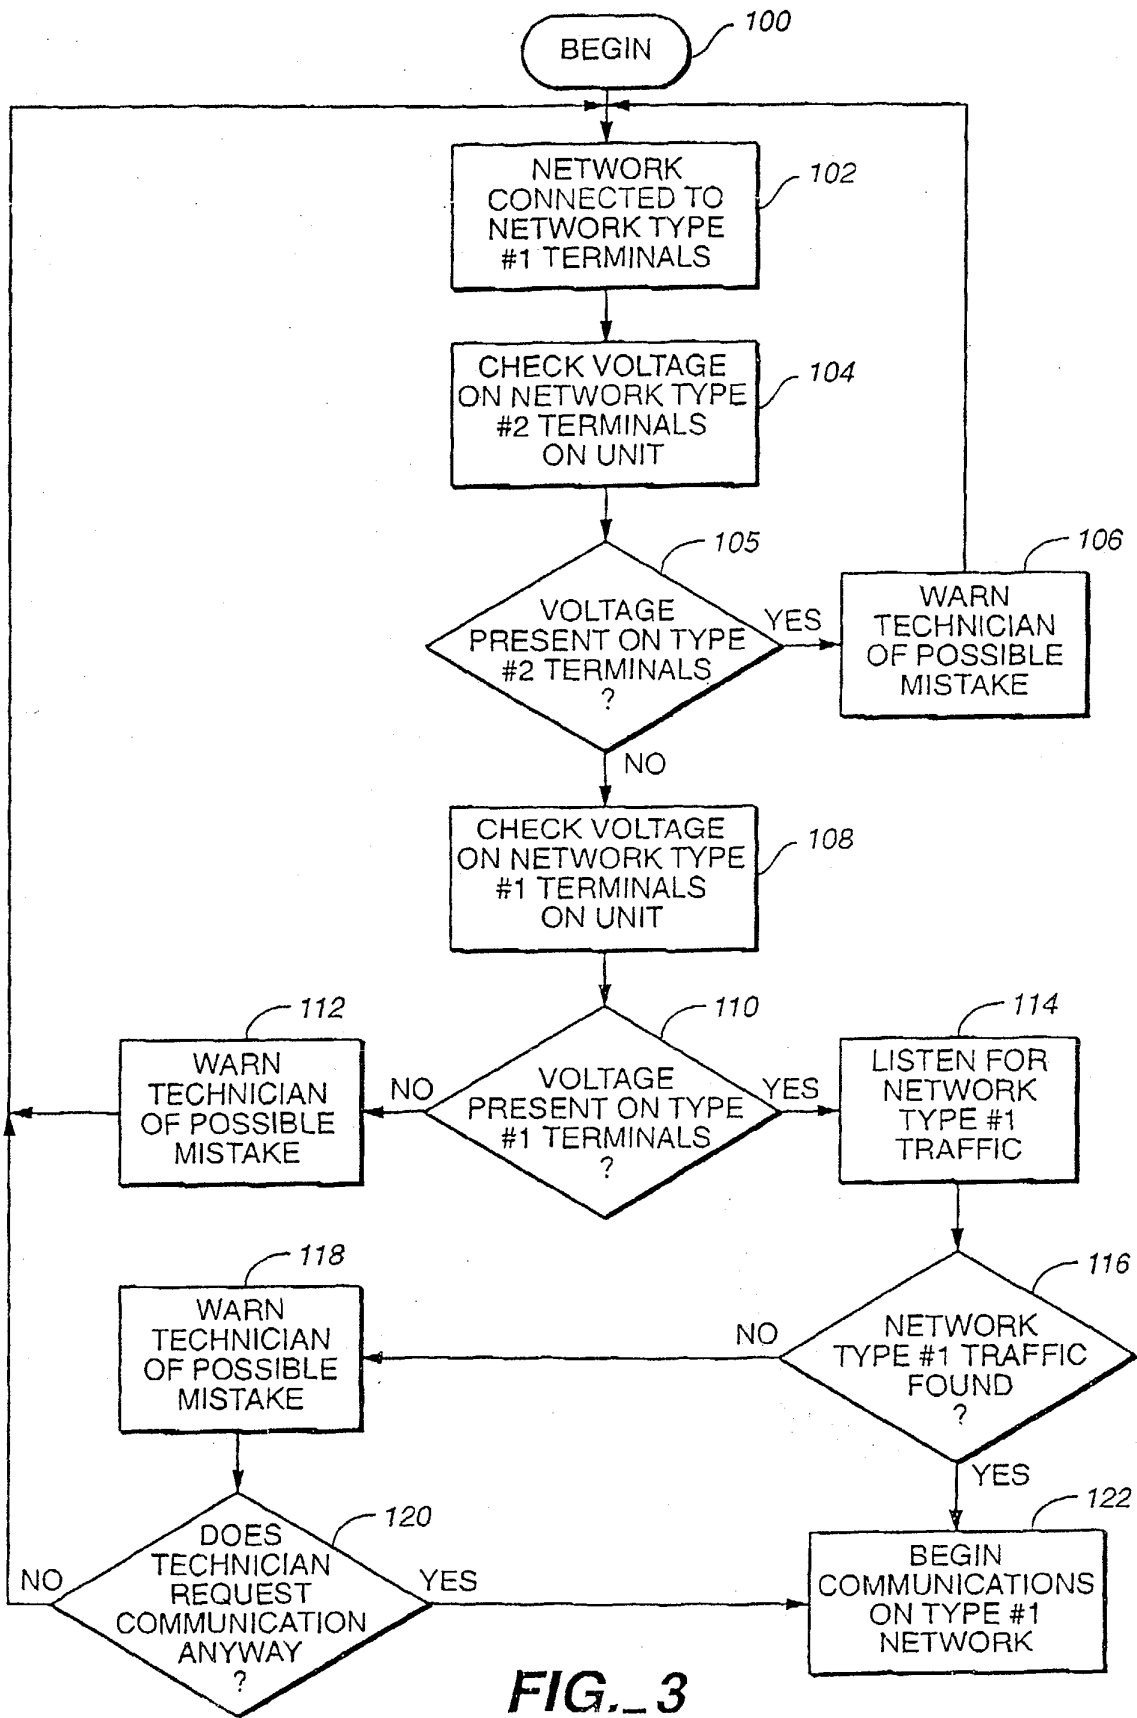 100
BEGIN
NETWORK
CONNECTED TO
NETWORK TYPE
#1 TERMINALS
102
CHECK VOLTAGE
ON NETWORK TYPE
#2 TERMINALS
ON UNIT
104
105
VOLTAGE
PRESENT ON TYPE
#2 TERMINALS
?
YES
NO
106
WARN
TECHNICIAN
OF POSSIBLE
MISTAKE
CHECK VOLTAGE
ON NETWORK TYPE
#1 TERMINALS
ON UNIT
108
110
VOLTAGE
PRESENT ON TYPE
#1 TERMINALS
?
NO
YES
112
WARN
TECHNICIAN
OF POSSIBLE
MISTAKE
114
LISTEN FOR
NETWORK
TYPE #1
TRAFFIC
116
NETWORK
TYPE #1 TRAFFIC
FOUND
?
NO
YES
118
WARN
TECHNICIAN
OF POSSIBLE
MISTAKE
120
DOES
TECHNICIAN
REQUEST
COMMUNICATION
ANYWAY
?
NO
YES
122
BEGIN
COMMUNICATIONS
ON TYPE #1
NETWORK
FIG._3